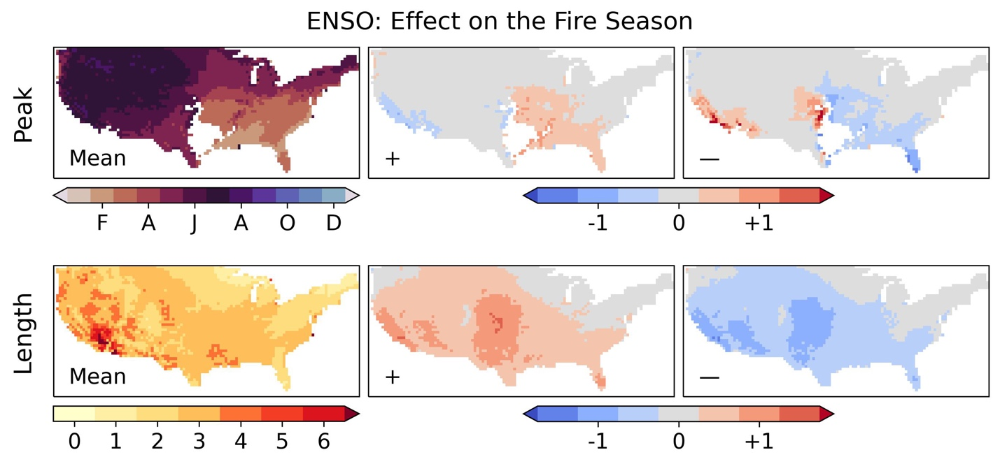 ENSO: Effect on the Fire Season
Peak
Mean
+
—
F A J A O D
-1 0 +1
Length
Mean
+
—
0 1 2 3 4 5 6
-1 0 +1